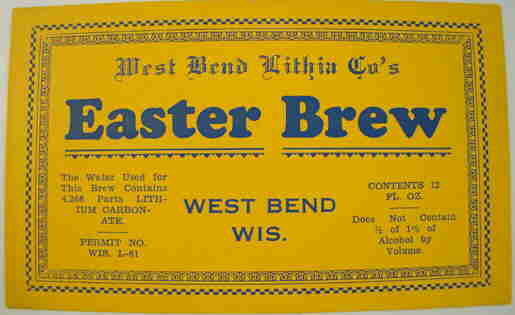 West Bend Lithia Co's
Easter Brew
The Water Used for
This Brew Contains
4.268 Parts LITH-
IUM CARBON-
ATE.
PERMIT NO.
WIS. L-81
WEST BEND
WIS.
CONTENTS 12
FL. OZ.
Does Not Contain
½ of 1% of
Alcohol by
Volume.